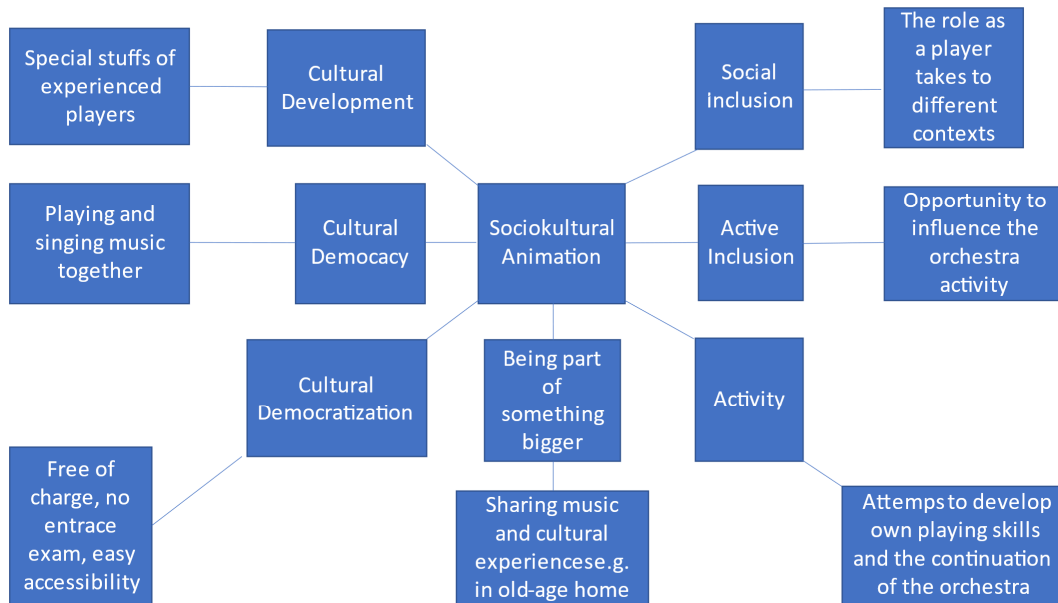 Special stuffs of
experienced
players
Cultural
Development
Social
Inclusion
The role as
a player
takes to
different
contexts
Playing and
singing music
together
Cultural
Democacy
Sociokultural
Animation
Active
Inclusion
Opportunity to
influence the
orchestra
activity
Cultural
Democratization
Being part
of
something
bigger
Activity
Free of
charge, no
entrace
exam, easy
accessibility
Sharing music
and cultural
experiencese.g.
in old-age home
Attemps to develop
own playing skills
and the continuation
of the orchestra